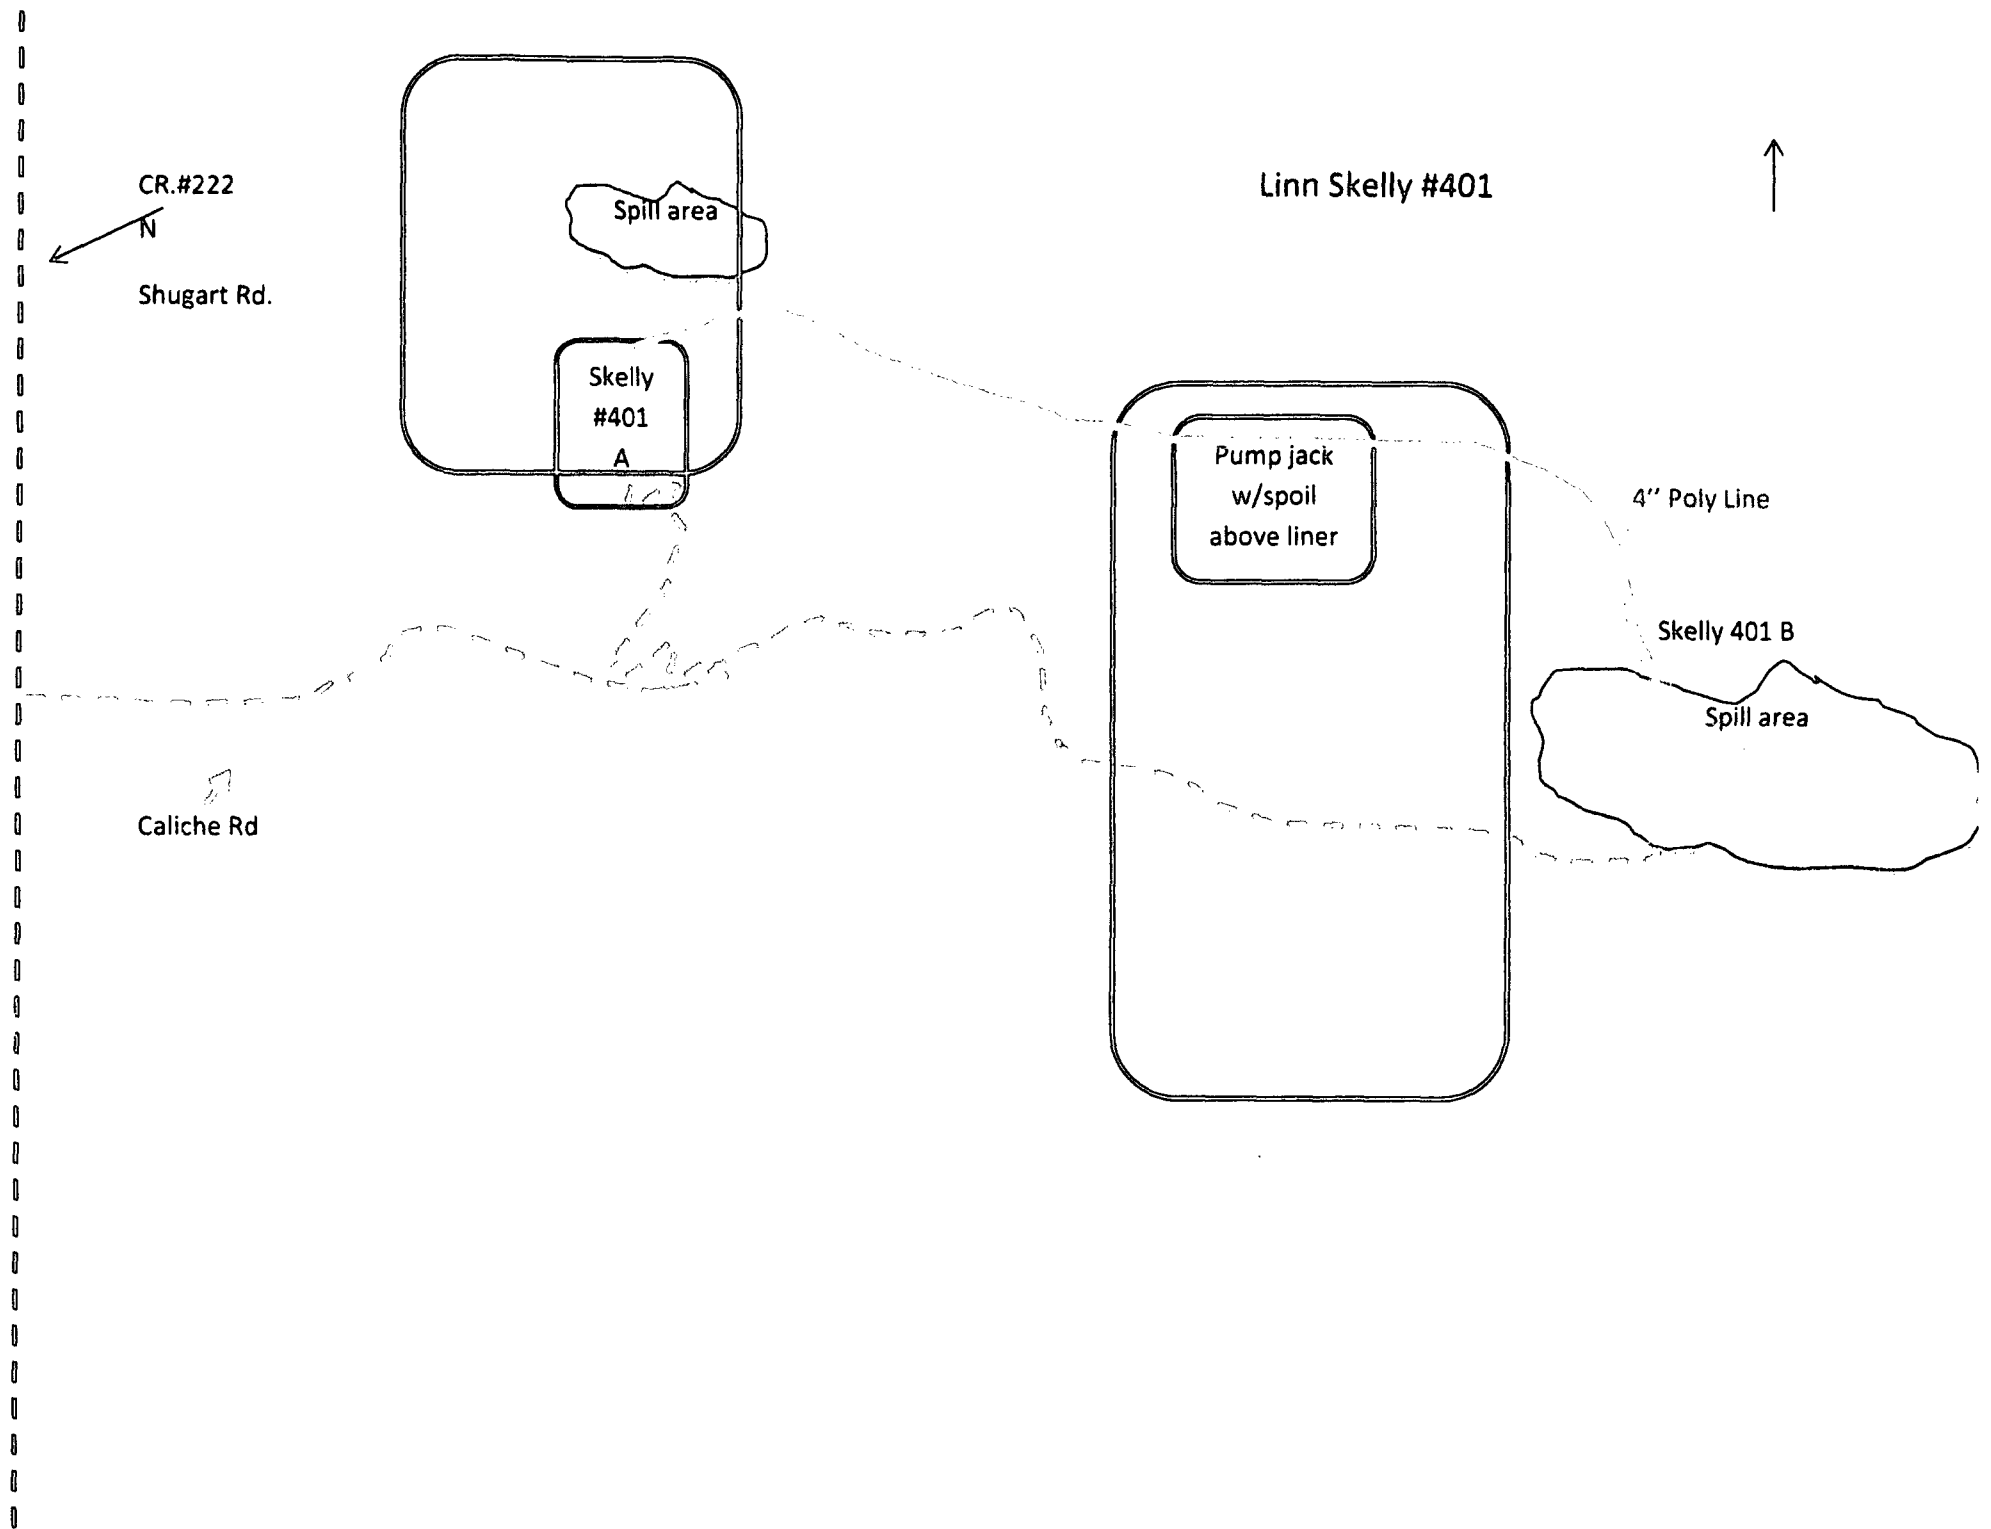 CR.#222
N
Shugart Rd.
Spill area
Linn Skelly #401
Skelly
#401
A
Pump jack
w/spoil
above liner
4'' Poly Line
Skelly 401 B
Spill area
Caliche Rd